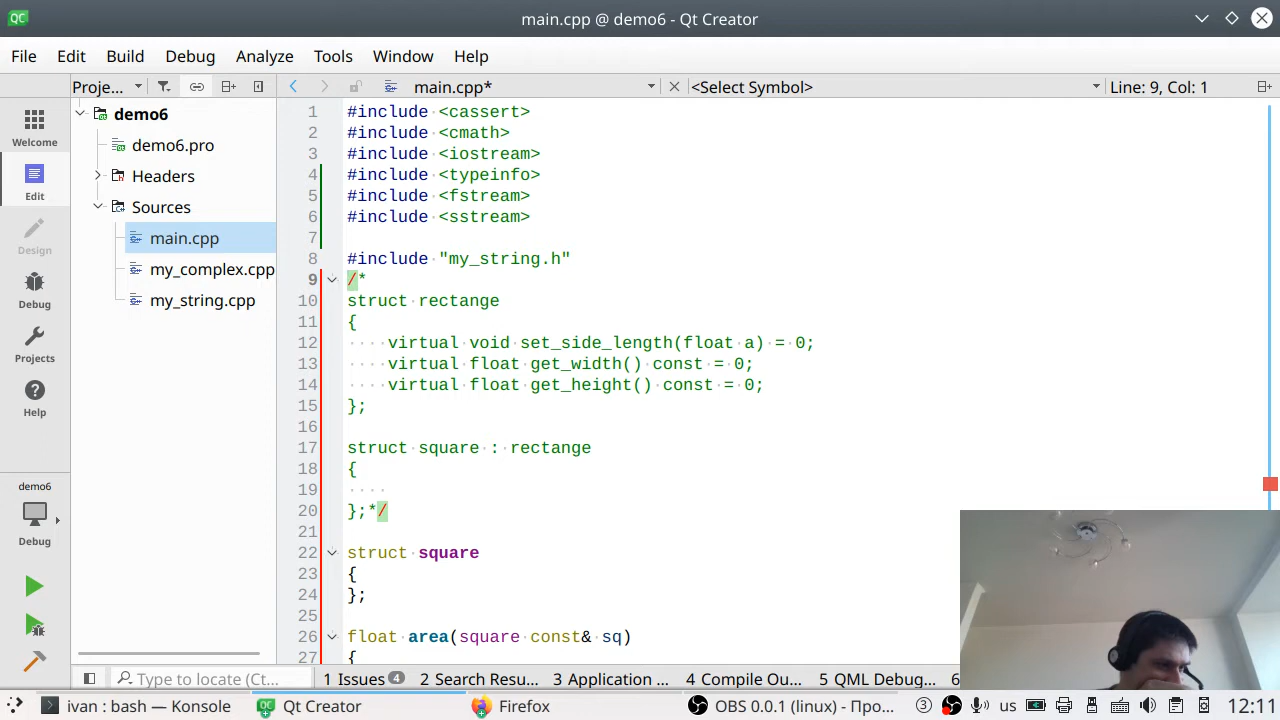 main.cpp @ demo6 - Qt Creator
File Edit Build Debug Analyze Tools Window Help
Proje... main.cpp* <Select Symbol> Line: 9, Col: 1
Welcome
Edit
Design
Debug
Projects
Help
demo6
Debug
demo6
demo6.pro
Headers
Sources
main.cpp
my_complex.cpp
my_string.cpp
1 #include <cassert>
2 #include <cmath>
3 #include <iostream>
4 #include <typeinfo>
5 #include <fstream>
6 #include <sstream>
7
8 #include "my_string.h"
9 /*
10 struct rectange
11 {
12 virtual void set_side_length(float a) = 0;
13 virtual float get_width() const = 0;
14 virtual float get_height() const = 0;
15 };
16
17 struct square : rectange
18 {
19
20 };*/
21
22 struct square
23 {
24 };
25
26 float area(square const& sq)
27 {
Type to locate (Ct... 1 Issues 4 2 Search Resu... 3 Application ... 4 Compile Ou... 5 QML Debug... 6
ivan : bash — Konsole Qt Creator Firefox OBS 0.0.1 (linux) - Про... 3 us 12:11